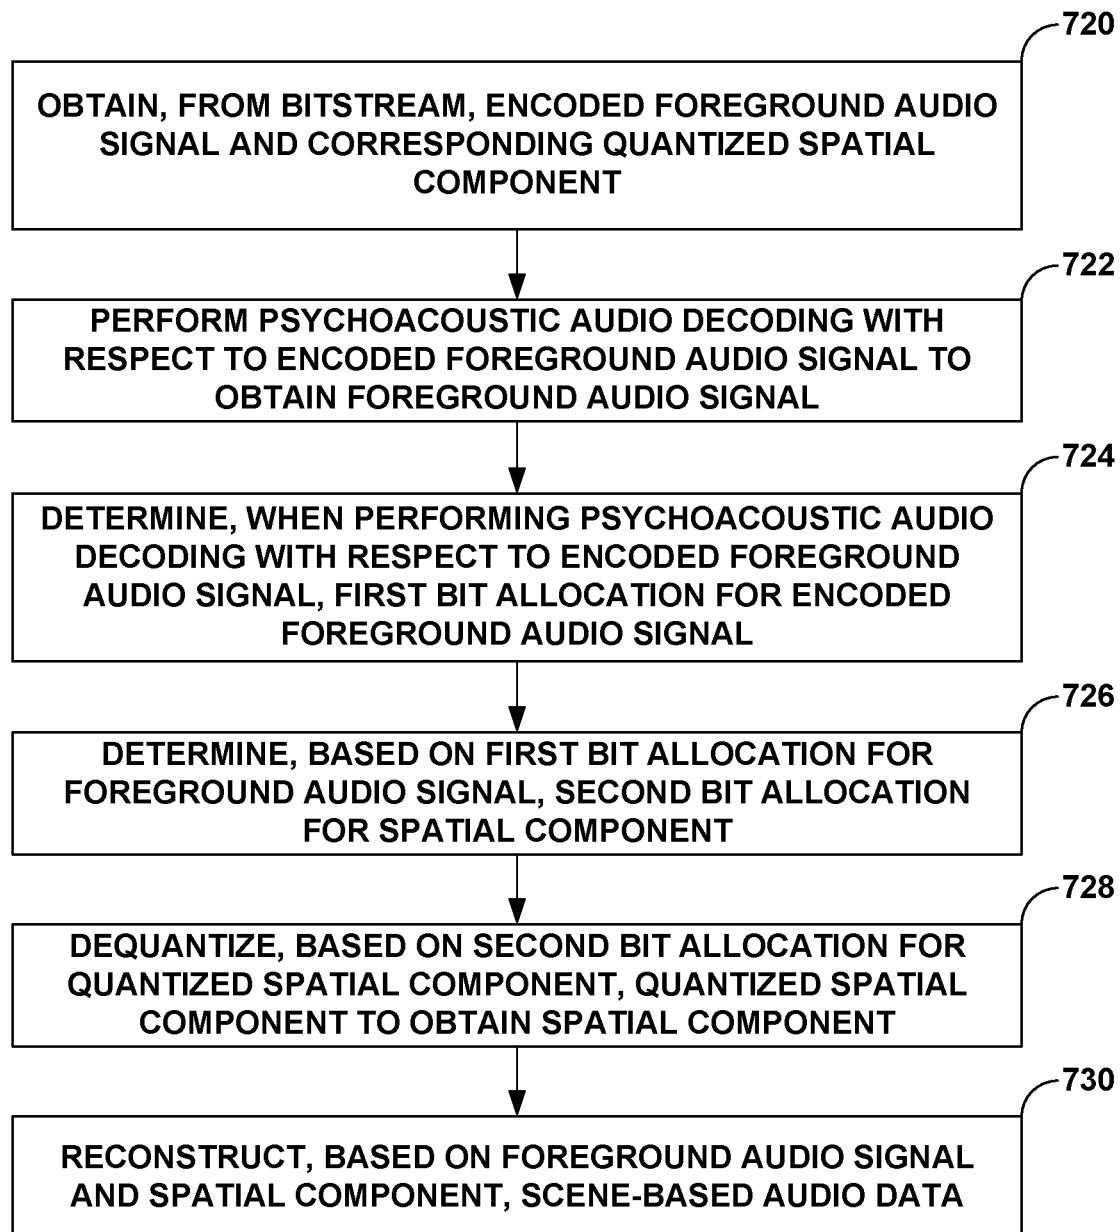 720
OBTAIN, FROM BITSTREAM, ENCODED FOREGROUND AUDIO
SIGNAL AND CORRESPONDING QUANTIZED SPATIAL
COMPONENT
722
PERFORM PSYCHOACOUSTIC AUDIO DECODING WITH
RESPECT TO ENCODED FOREGROUND AUDIO SIGNAL TO
OBTAIN FOREGROUND AUDIO SIGNAL
724
DETERMINE, WHEN PERFORMING PSYCHOACOUSTIC AUDIO
DECODING WITH RESPECT TO ENCODED FOREGROUND
AUDIO SIGNAL, FIRST BIT ALLOCATION FOR ENCODED
FOREGROUND AUDIO SIGNAL
726
DETERMINE, BASED ON FIRST BIT ALLOCATION FOR
FOREGROUND AUDIO SIGNAL, SECOND BIT ALLOCATION
FOR SPATIAL COMPONENT
728
DEQUANTIZE, BASED ON SECOND BIT ALLOCATION FOR
QUANTIZED SPATIAL COMPONENT, QUANTIZED SPATIAL
COMPONENT TO OBTAIN SPATIAL COMPONENT
730
RECONSTRUCT, BASED ON FOREGROUND AUDIO SIGNAL
AND SPATIAL COMPONENT, SCENE-BASED AUDIO DATA